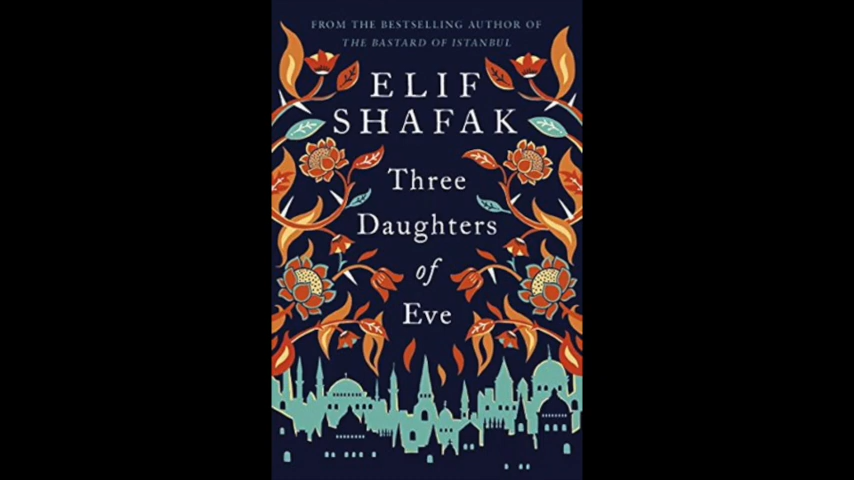 FROM THE BESTSELLING AUTHOR OF
THE BASTARD OF ISTANBUL
ELIF
SHAFAK
Three
Daughters
of
Eve